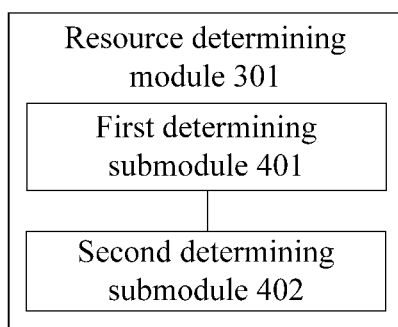 Resource determining
module 301
First determining
submodule 401
Second determining
submodule 402